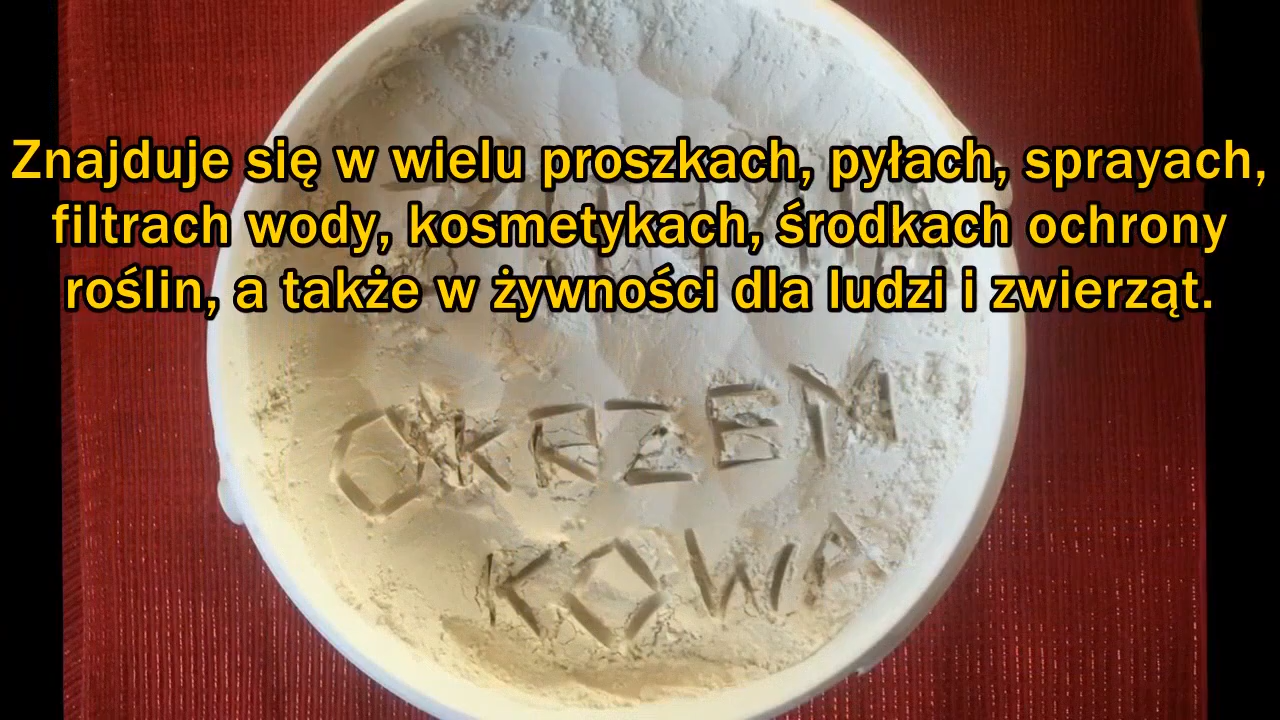 Znajduje się w wielu proszkach, pyłach, sprayach,
filtrach wody, kosmetykach, środkach ochrony
roślin, a także w żywności dla ludzi i zwierząt.
OKRZEM
KOWA